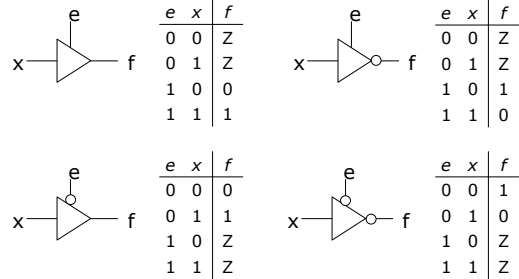 e
x f
e x f
0 0 Z
0 1 Z
1 0 0
1 1 1
e
x f
e x f
0 0 Z
0 1 Z
1 0 1
1 1 0
e
x f
e x f
0 0 0
0 1 1
1 0 Z
1 1 Z
e
x f
e x f
0 0 1
0 1 0
1 0 Z
1 1 Z